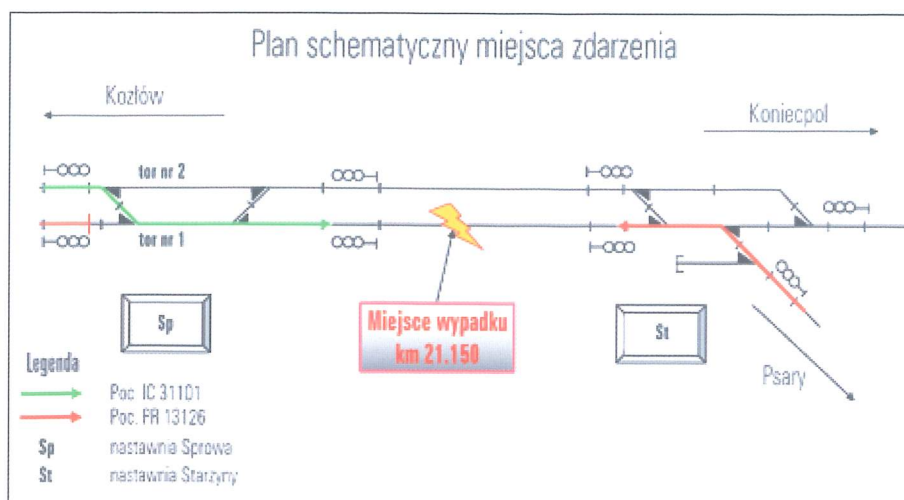 Plan schematyczny miejsca zdarzenia
Kozłów
Koniecpol
tor nr 2
tor nr 1
Sp
Miejsce wypadku
km 21.150
St
Psary
Legenda
Poc. IC 31101
Poc. PR 13126
Sp nastawnia Sprowa
St nastawnia Starzyny